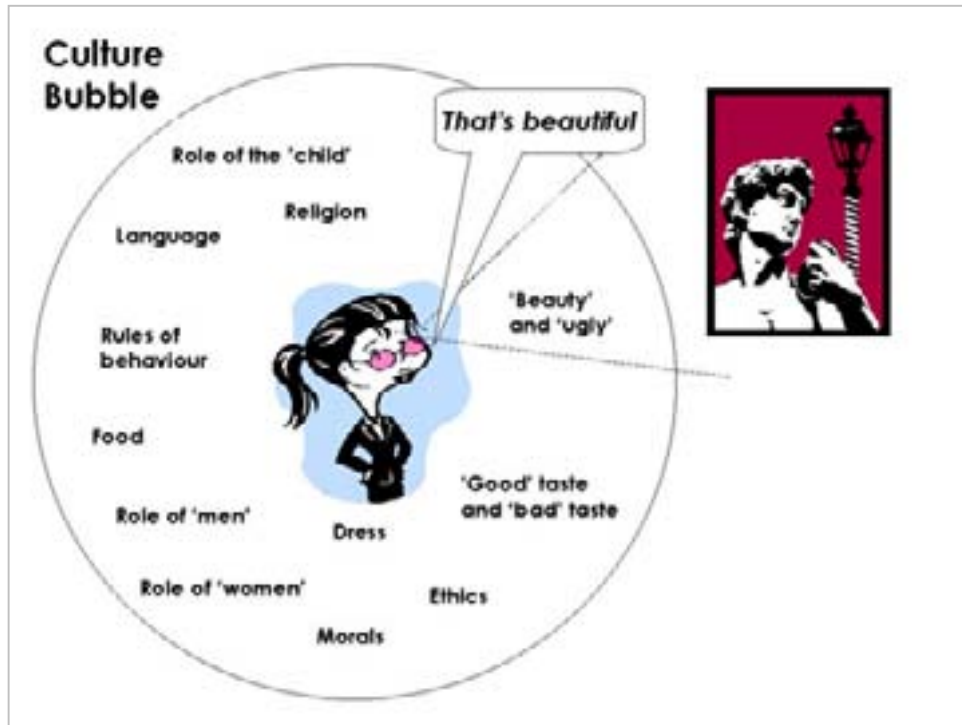 Culture
Bubble
That's beautiful
Role of the 'child'
Religion
Language
'Beauty'
and 'ugly'
Rules of
behaviour
Food
'Good' taste
and 'bad' taste
Role of 'men'
Dress
Role of 'women'
Ethics
Morals